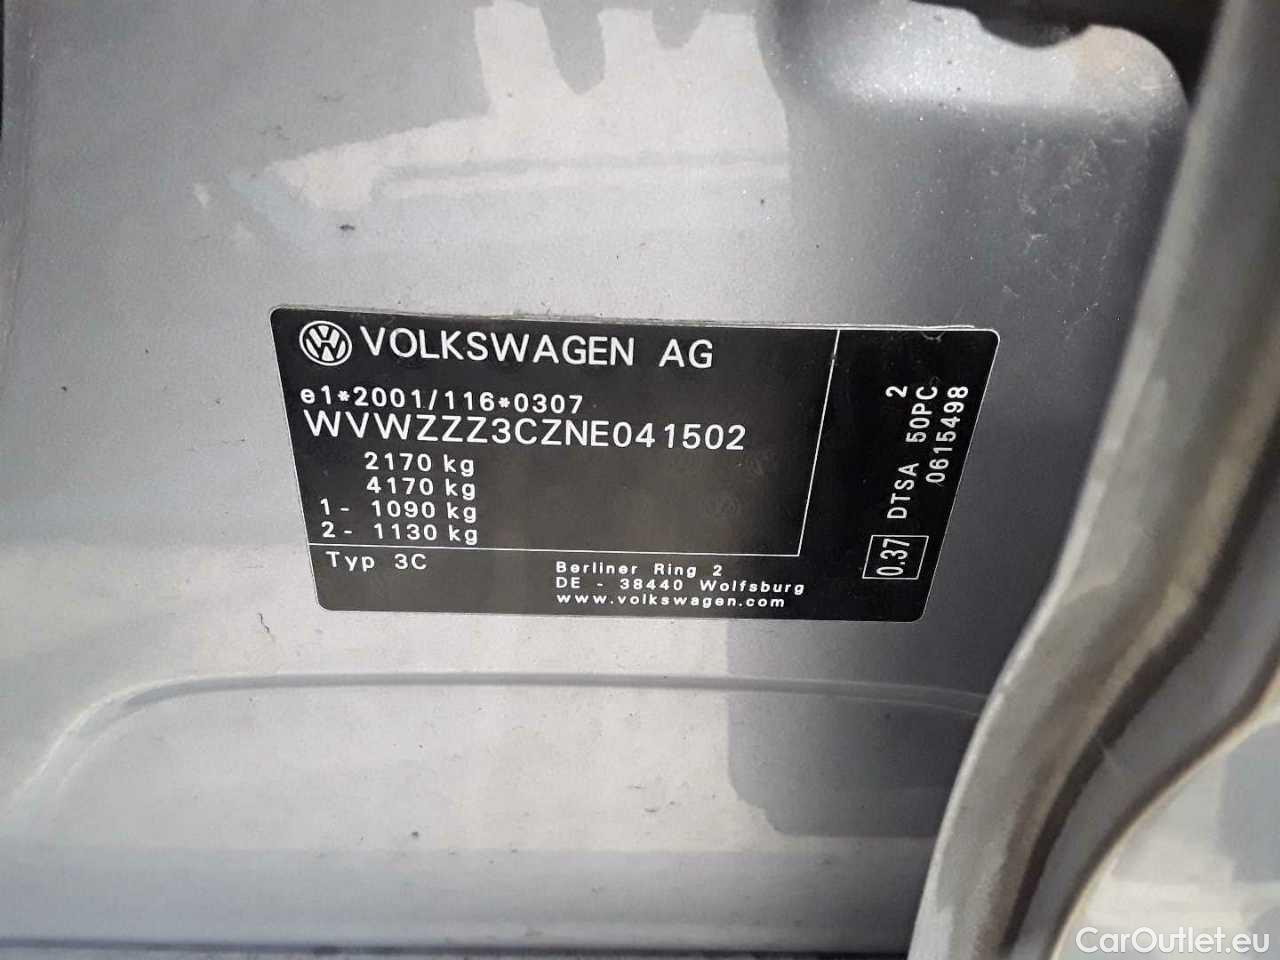 VOLKSWAGEN AG
e1*2001/116*0307
WVWZZZ3CZNE041502
2170 kg
4170 kg
1- 1090 kg
2- 1130 kg
Typ 3C
Berliner Ring 2
DE - 38440 Wolfsburg
www.volkswagen.com
2
0.37 DTSA 50PC
0615498
CarOutlet.eu